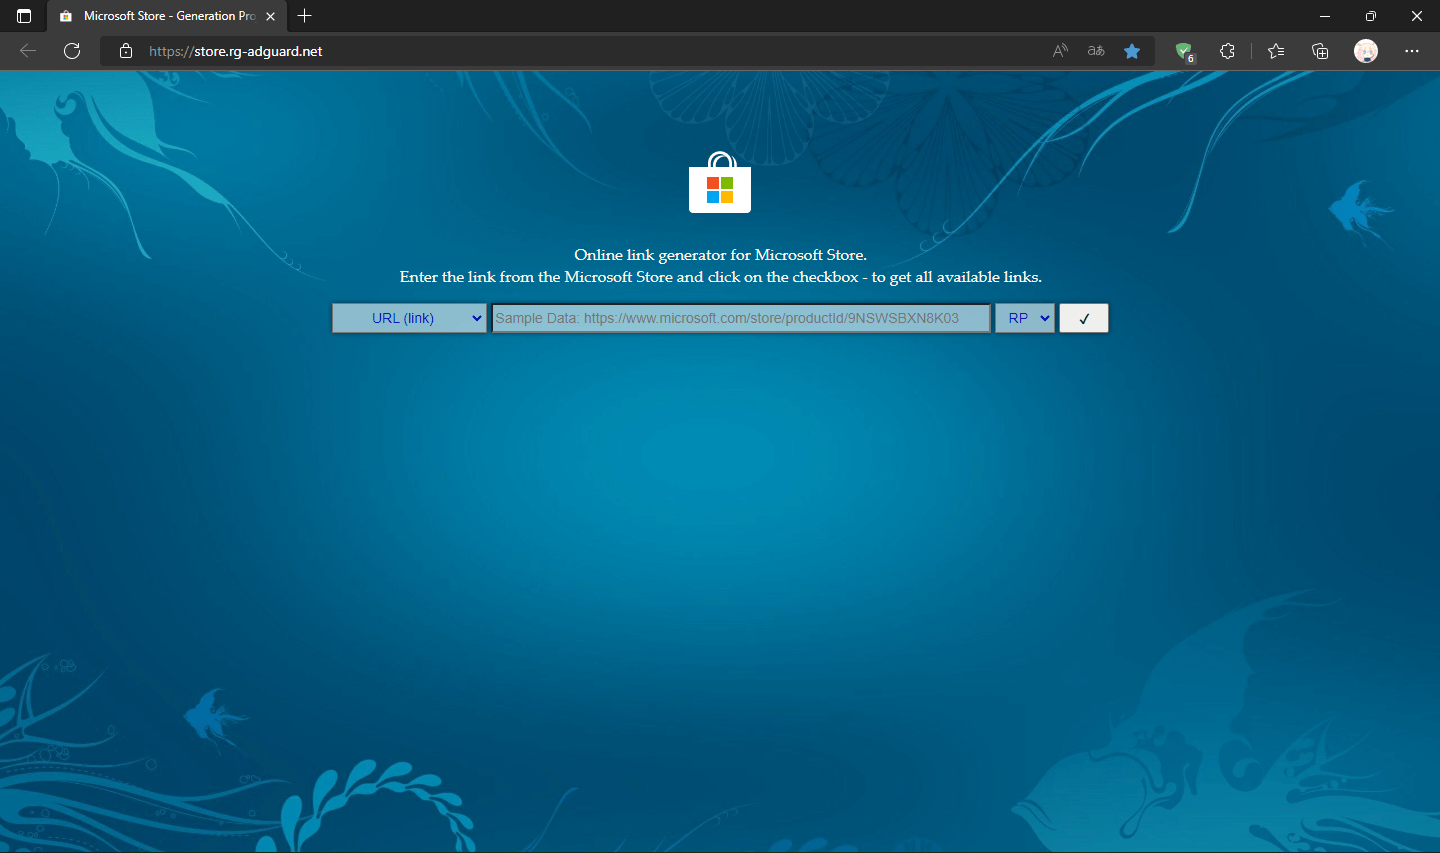 Microsoft Store - Generation Pro
https://store.rg-adguard.net
6
Online link generator for Microsoft Store.
Enter the link from the Microsoft Store and click on the checkbox - to get all available links.
URL (link) Sample Data: https://www.microsoft.com/store/productId/9NSWSBXN8K03 RP ✓